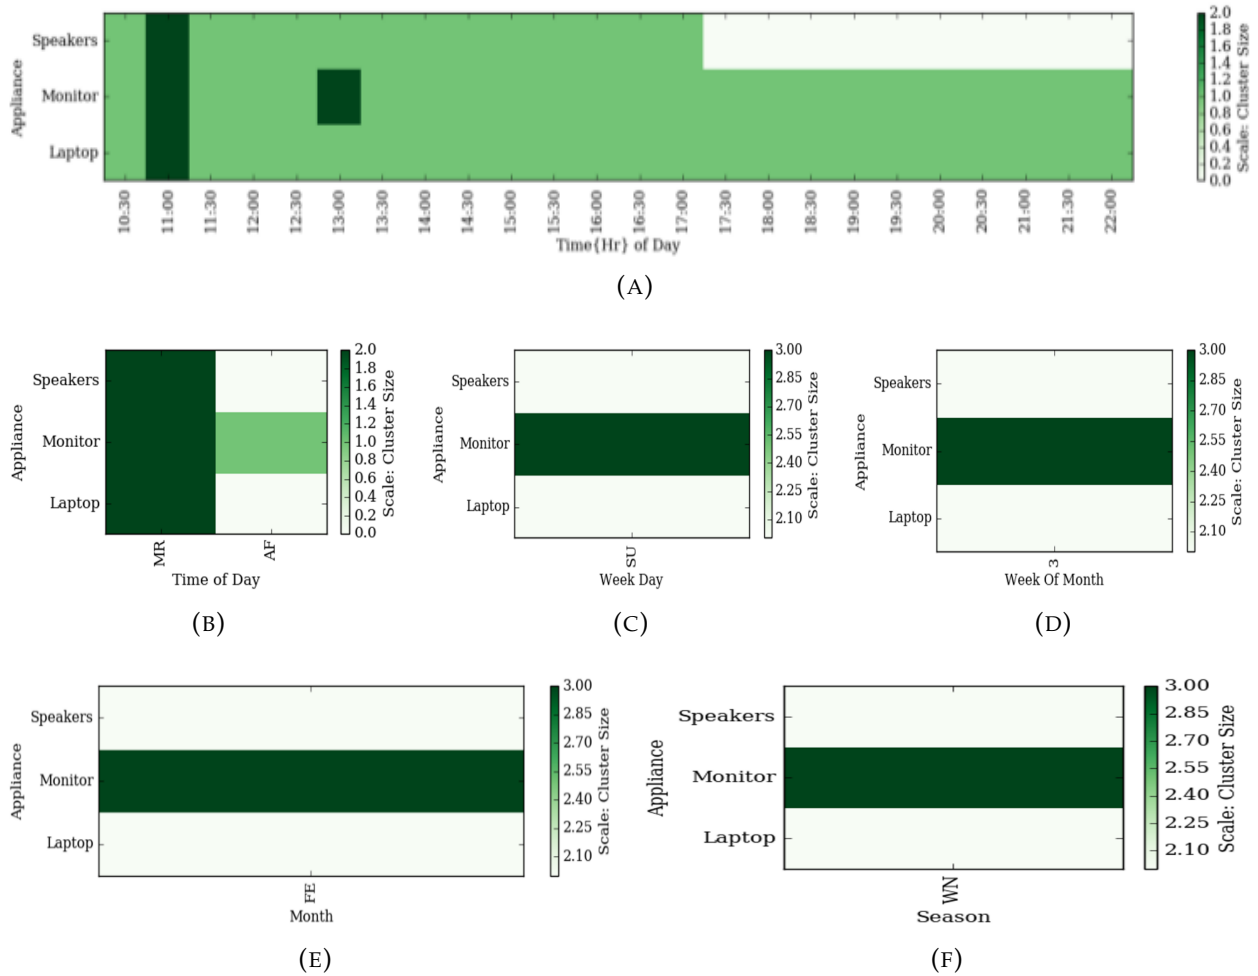 Appliance
Speakers
Monitor
Laptop
10:30 11:00 11:30 12:00 12:30 13:00 13:30 14:00 14:30 15:00 15:30 16:00 16:30 17:00 17:30 18:00 18:30 19:00 19:30 20:00 20:30 21:00 21:30 22:00
Time{Hr} of Day
2.0
1.8
1.6
1.4
1.2
1.0
0.8
0.6
0.4
0.2
0.0
Scale: Cluster Size
(A)
Appliance
Speakers
Monitor
Laptop
MR AF
Time of Day
2.0
1.8
1.6
1.4
1.2
1.0
0.8
0.6
0.4
0.2
0.0
Scale: Cluster Size
(B)
Appliance
Speakers
Monitor
Laptop
SU
Week Day
3.00
2.85
2.70
2.55
2.40
2.25
2.10
Scale: Cluster Size
(C)
Appliance
Speakers
Monitor
Laptop
3
Week Of Month
3.00
2.85
2.70
2.55
2.40
2.25
2.10
Scale: Cluster Size
(D)
Appliance
Speakers
Monitor
Laptop
FE
Month
3.00
2.85
2.70
2.55
2.40
2.25
2.10
Scale: Cluster Size
(E)
Appliance
Speakers
Monitor
Laptop
WN
Season
3.00
2.85
2.70
2.55
2.40
2.25
2.10
Scale: Cluster Size
(F)